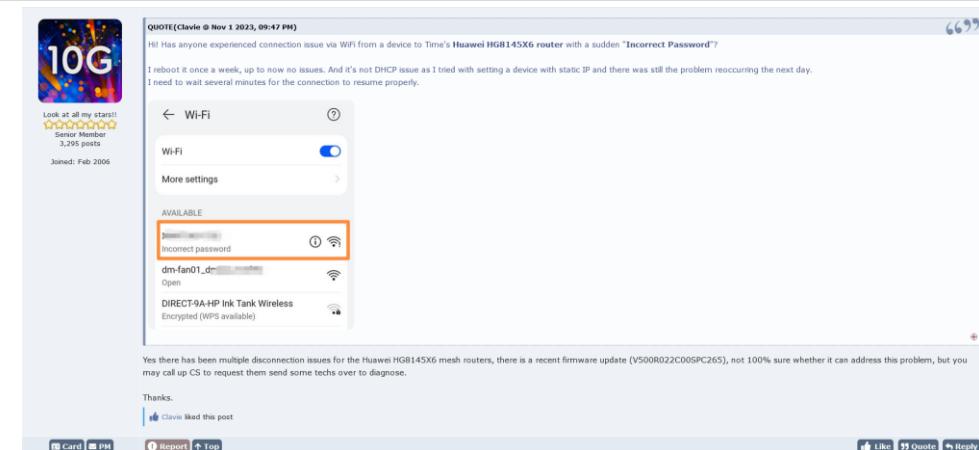 QUOTE(Clavie @ Nov 1 2023, 09:47 PM)
Hi! Has anyone experienced connection issue via WiFi from a device to Time's Huawei HG8145X6 router with a sudden "Incorrect Password"?
I reboot it once a week, up to now no issues. And it's not DHCP issue as I tried with setting a device with static IP and there was still the problem reoccurring the next day.
I need to wait several minutes for the connection to resume properly.
10G
Look at all my stars!!
Senior Member
3,295 posts
Joined: Feb 2006
Wi-Fi
Wi-Fi
More settings
AVAILABLE
Incorrect password
dm-fan01_d
Open
DIRECT-9A-HP Ink Tank Wireless
Encrypted (WPS available)
Yes there has been multiple disconnection issues for the Huawei HG8145X6 mesh routers, there is a recent firmware update (V500R022C00SPC265), not 100% sure whether it can address this problem, but you
may call up CS to request them send some techs over to diagnose.
Thanks.
Clavie liked this post
Card PM Report Top Like Quote Reply